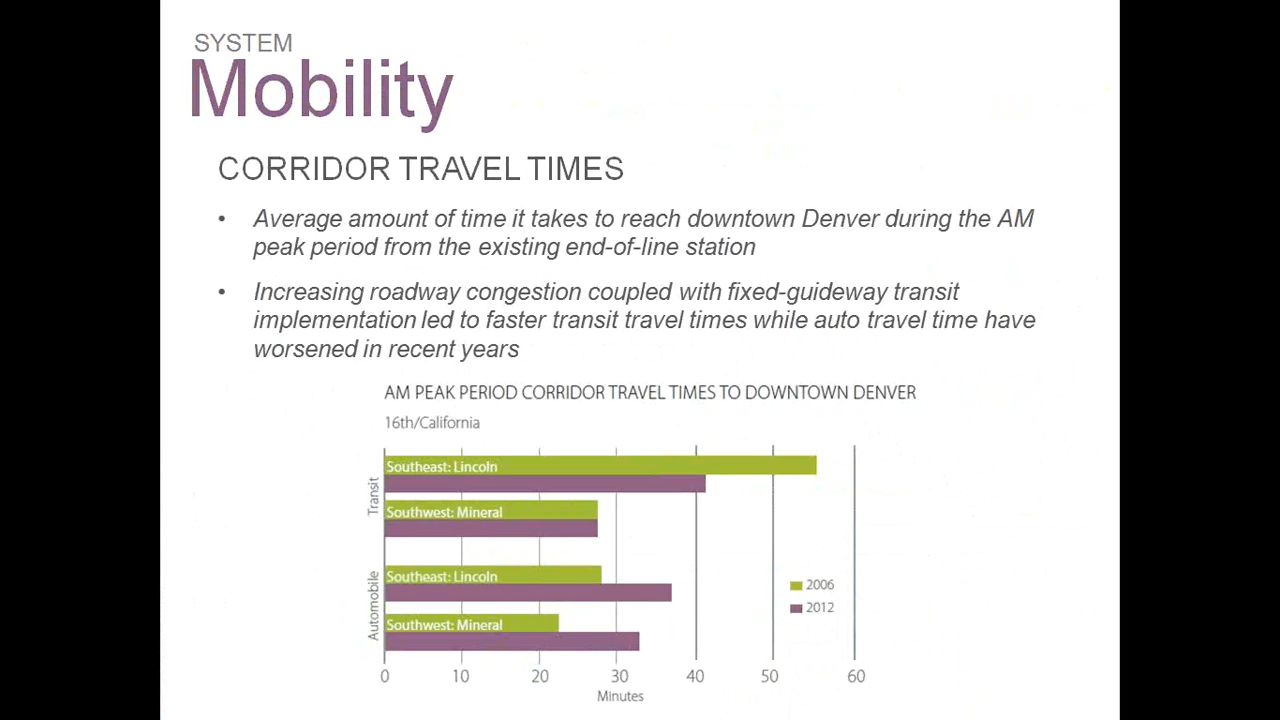 SYSTEM
Mobility
CORRIDOR TRAVEL TIMES
• Average amount of time it takes to reach downtown Denver during the AM
peak period from the existing end-of-line station
• Increasing roadway congestion coupled with fixed-guideway transit
implementation led to faster transit travel times while auto travel time have
worsened in recent years
AM PEAK PERIOD CORRIDOR TRAVEL TIMES TO DOWNTOWN DENVER
16th/California
Transit
Southeast: Lincoln
Southwest: Mineral
Automobile
Southeast: Lincoln
Southwest: Mineral
2006
2012
0 10 20 30 40 50 60
Minutes